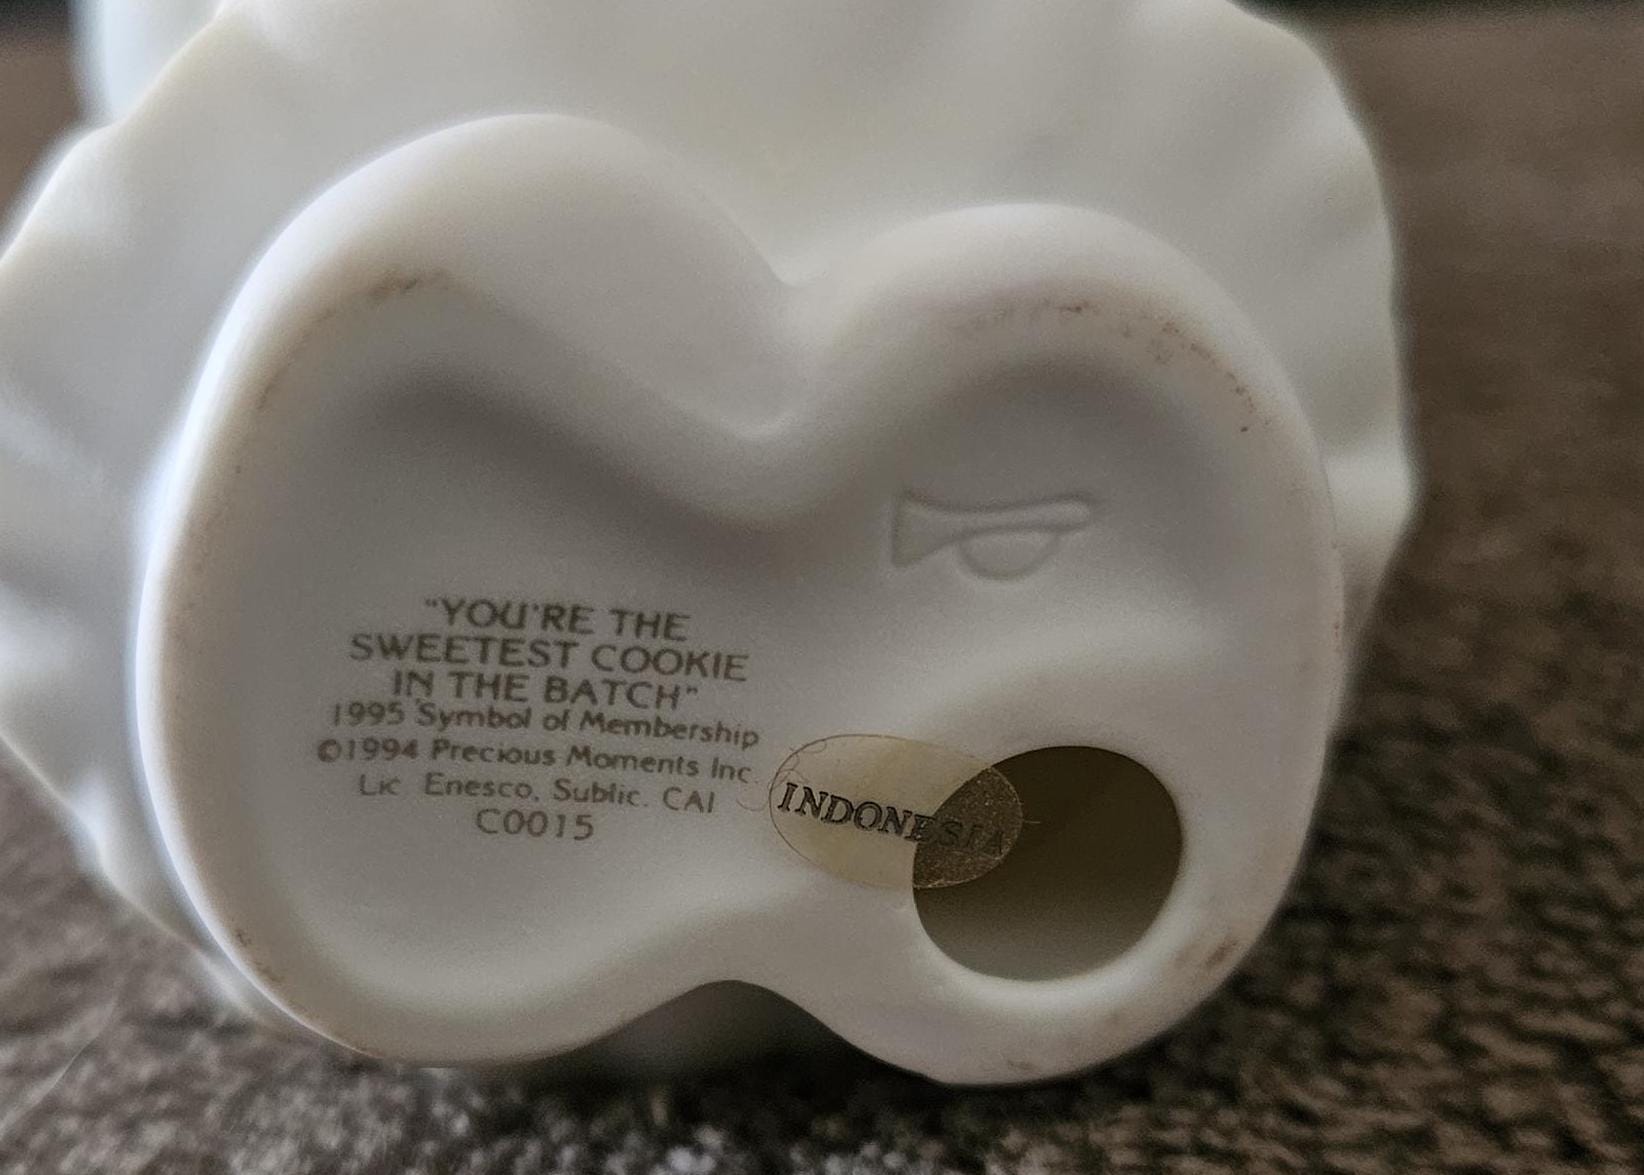 "YOU'RE THE
SWEETEST COOKIE
IN THE BATCH"
1995 Symbol of Membership
©1994 Precious Moments Inc.
Lic Enesco, Sublic. CAI
C0015
INDONESIA